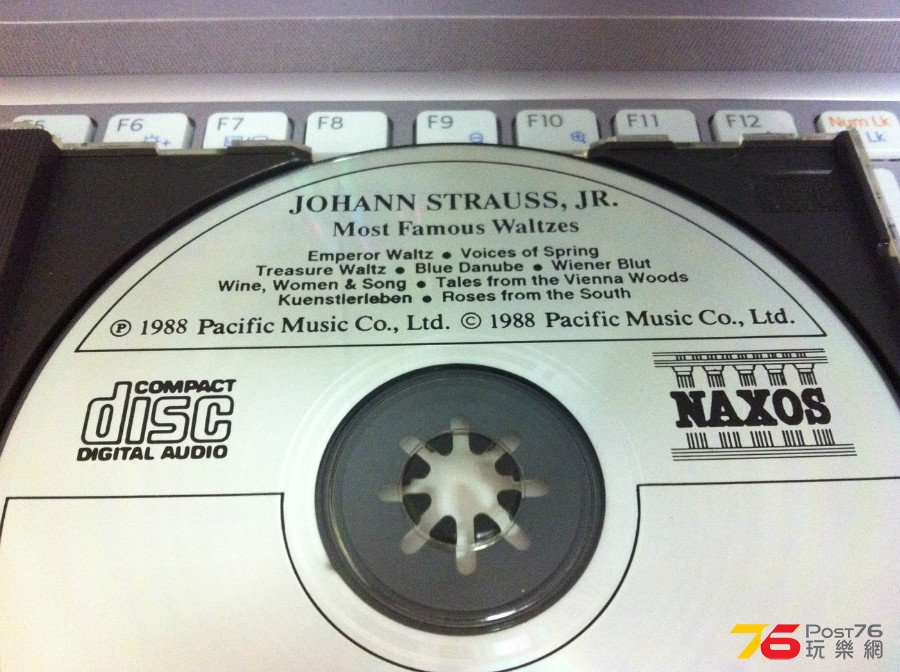 F5 F6 F7 F8 F9 F10 F11 F12 Num Lk
Lk
JOHANN STRAUSS, JR.
Most Famous Waltzes
Emperor Waltz • Voices of Spring
Treasure Waltz • Blue Danube • Wiener Blut
Wine, Women & Song • Tales from the Vienna Woods
Kuenstlerleben • Roses from the South
℗ 1988 Pacific Music Co., Ltd. © 1988 Pacific Music Co., Ltd.
COMPACT
disc
DIGITAL AUDIO
NAXOS
76 POST76
玩樂網